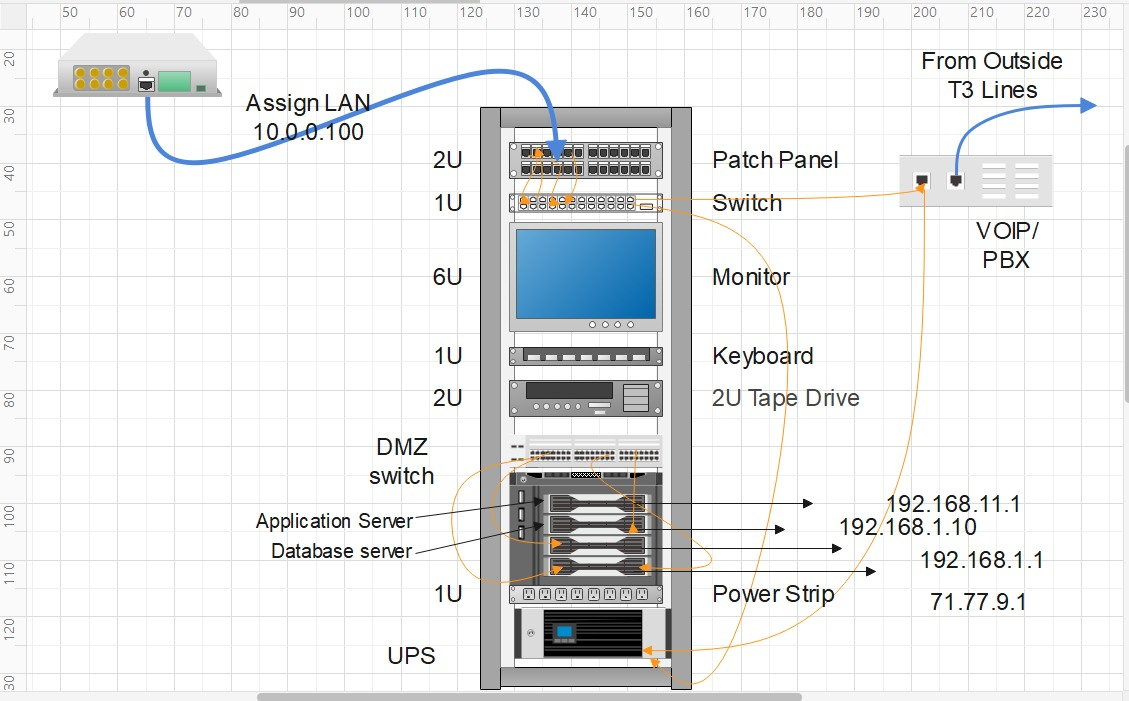 50 60 70 80 90 100 110 120 130 140 150 160 170 180 190 200 210 220 230
20
30
40
50
60
70
80
90
100
110
120
30
Assign LAN
10.0.0.100
From Outside
T3 Lines
2U
Patch Panel
1U
Switch
VOIP/
PBX
6U
Monitor
1U
Keyboard
2U
2U Tape Drive
DMZ
switch
Application Server
Database server
192.168.11.1
192.168.1.10
192.168.1.1
71.77.9.1
1U
Power Strip
UPS